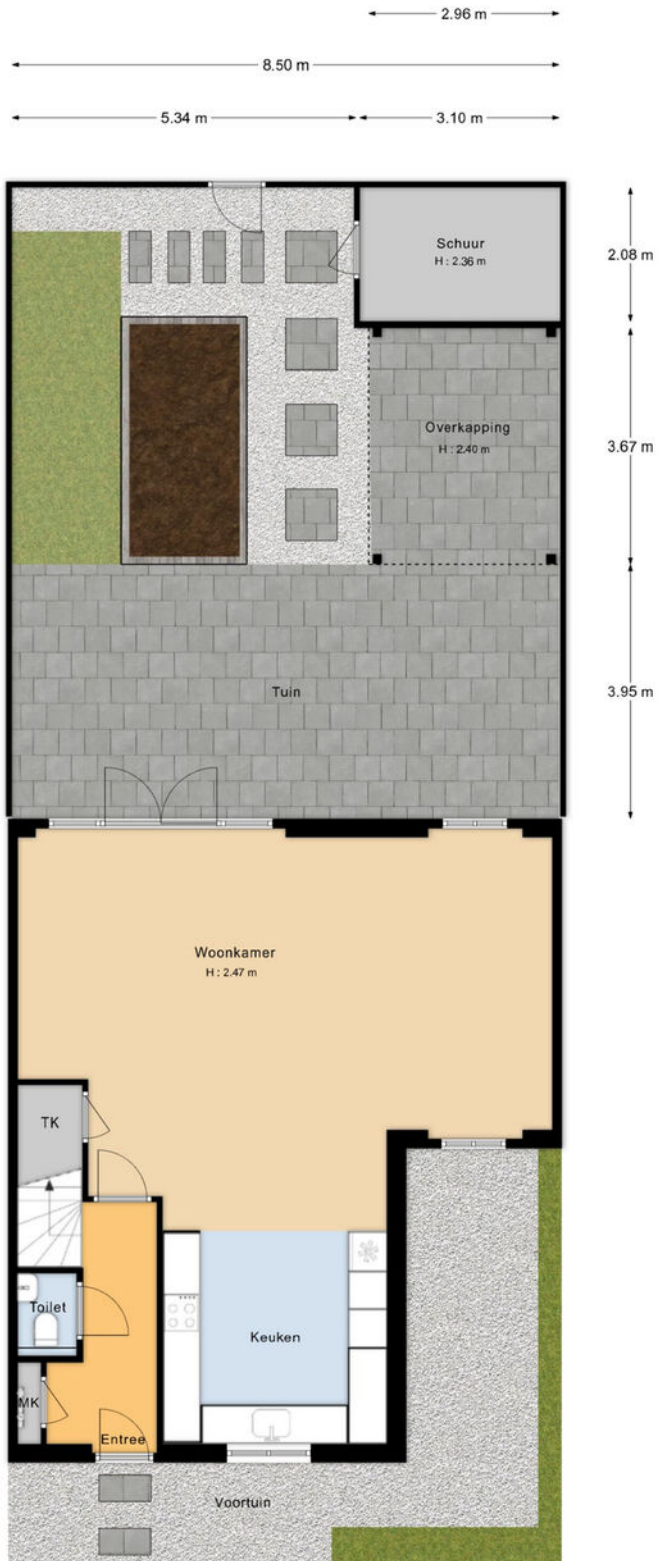 2.96 m
8.50 m
5.34 m
3.10 m
Schuur
H : 2.36 m
2.08 m
Overkapping
H : 2.40 m
3.67 m
Tuin
3.95 m
Woonkamer
H : 2.47 m
TK
Toilet
Keuken
MK
Entree
Voortuin